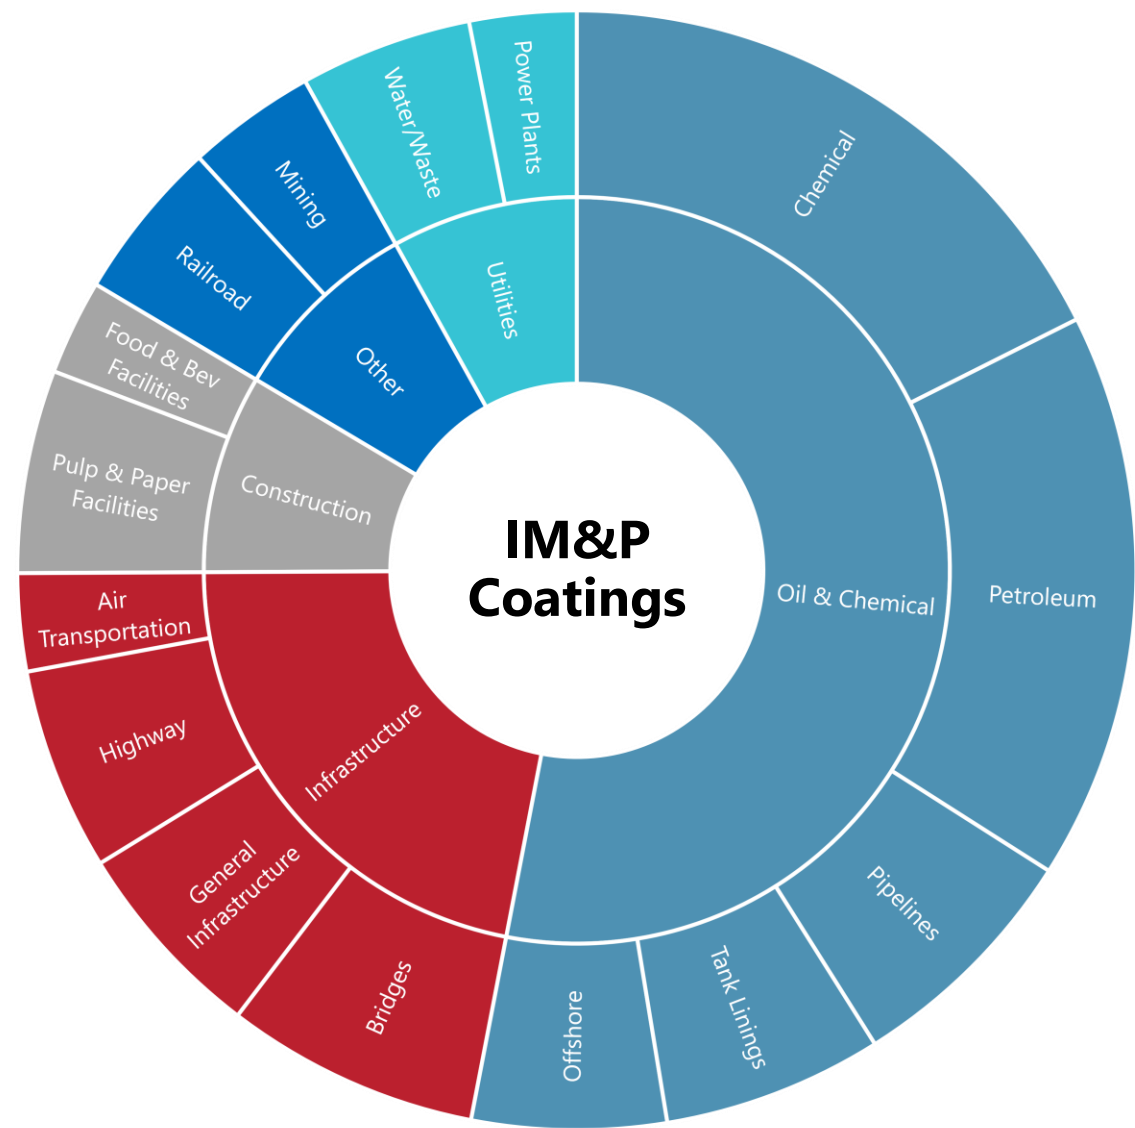 IM&P
Coatings
Oil & Chemical
Chemical
Petroleum
Pipelines
Tank Linings
Offshore
Infrastructure
Bridges
General
Infrastructure
Highway
Air
Transportation
Construction
Pulp & Paper
Facilities
Food & Bev
Facilities
Other
Railroad
Mining
Utilities
Water/Waste
Power Plants